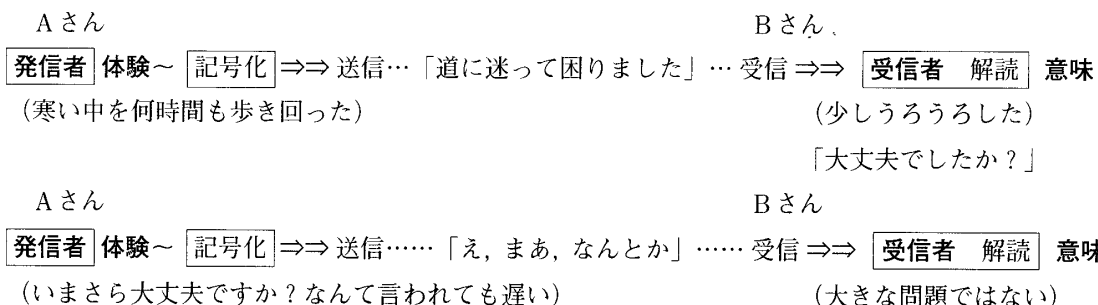 Aさん Bさん
発信者 体験～ 記号化 ⇒⇒ 送信…「道に迷って困りました」… 受信 ⇒⇒ 受信者 解読 意味
（寒い中を何時間も歩き回った） （少しうろうろした）
「大丈夫でしたか？」
Aさん Bさん
発信者 体験～ 記号化 ⇒⇒ 送信……「え，まあ，なんとか」…… 受信 ⇒⇒ 受信者 解読 意味
（いまさら大丈夫ですか？なんて言われても遅い） （大きな問題ではない）